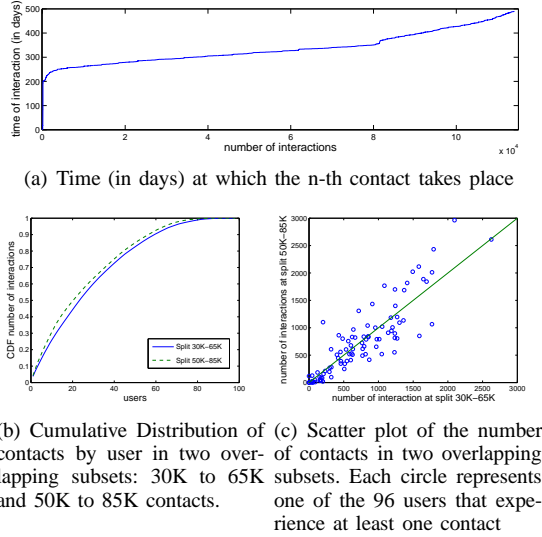 500
400
300
200
100
0
time of interaction (in days)
0 2 4 6 8 10
number of interactions
x 10^4
(a) Time (in days) at which the n-th contact takes place
1
0.9
0.8
0.7
0.6
0.5
0.4
0.3
0.2
0.1
0
CDF number of interactions
0 20 40 60 80 100
users
Split 30K−65K
Split 50K−85K
3000
2500
2000
1500
1000
500
0
number of interactions at split 50K−85K
0 500 1000 1500 2000 2500 3000
number of interaction at split 30K−65K
(b) Cumulative Distribution of
contacts by user in two over-
lapping subsets: 30K to 65K
and 50K to 85K contacts.
(c) Scatter plot of the number
of contacts in two overlapping
subsets. Each circle represents
one of the 96 users that expe-
rience at least one contact